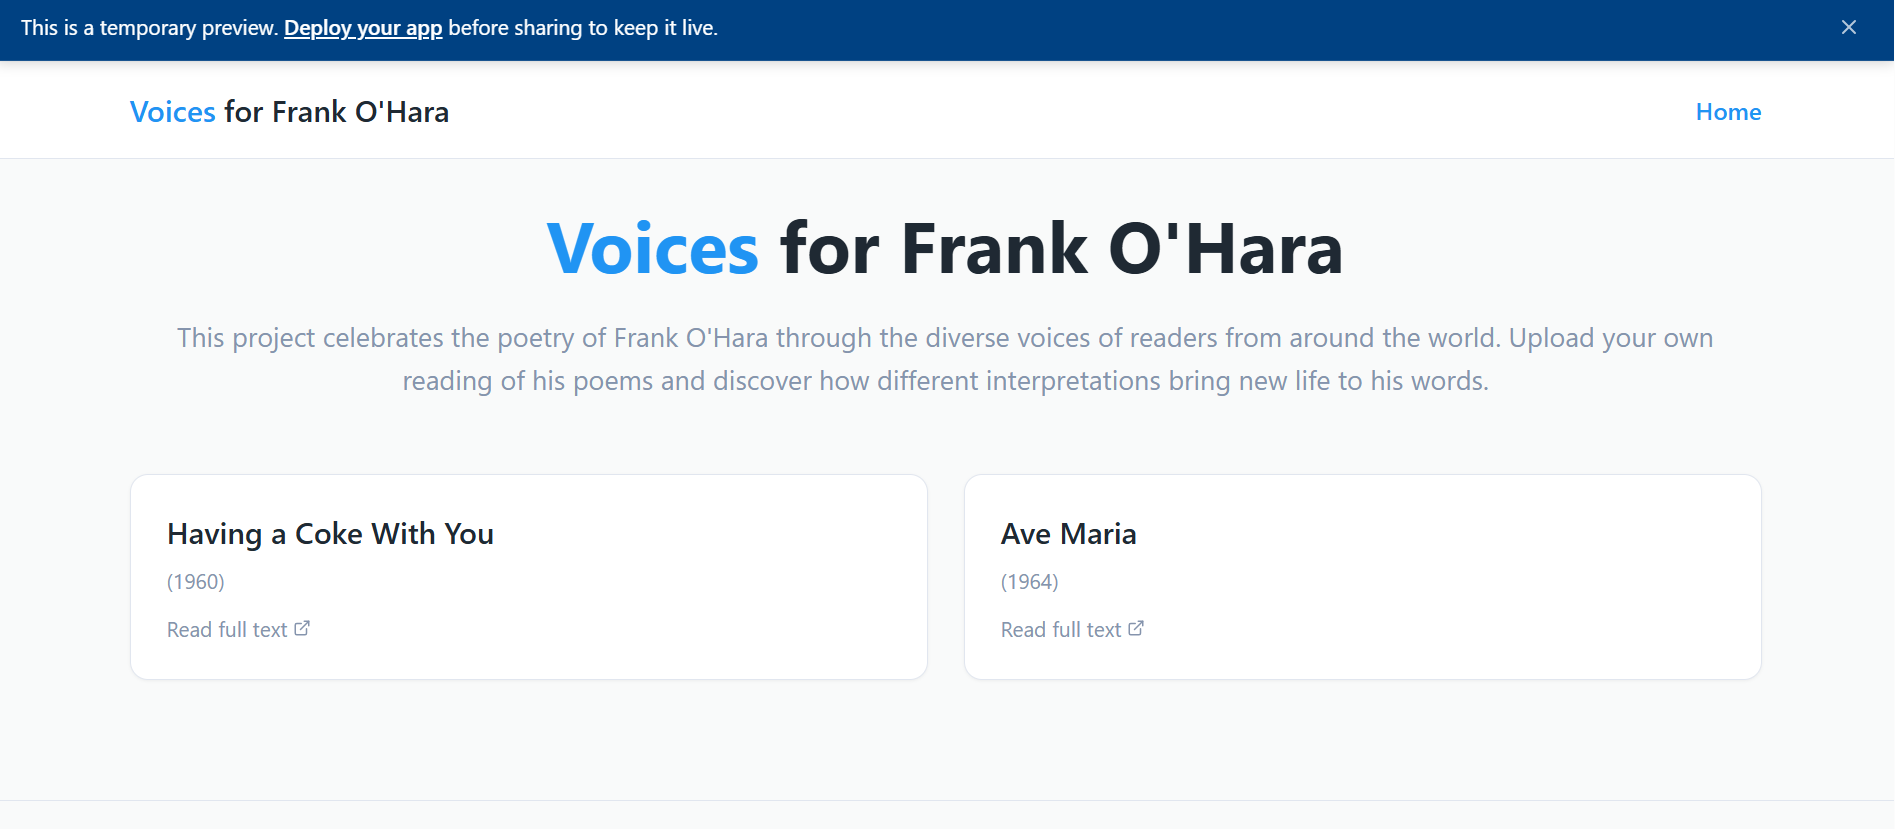 This is a temporary preview. Deploy your app before sharing to keep it live.
Voices for Frank O'Hara
Home
Voices for Frank O'Hara
This project celebrates the poetry of Frank O'Hara through the diverse voices of readers from around the world. Upload your own
reading of his poems and discover how different interpretations bring new life to his words.
Having a Coke With You
(1960)
Read full text
Ave Maria
(1964)
Read full text